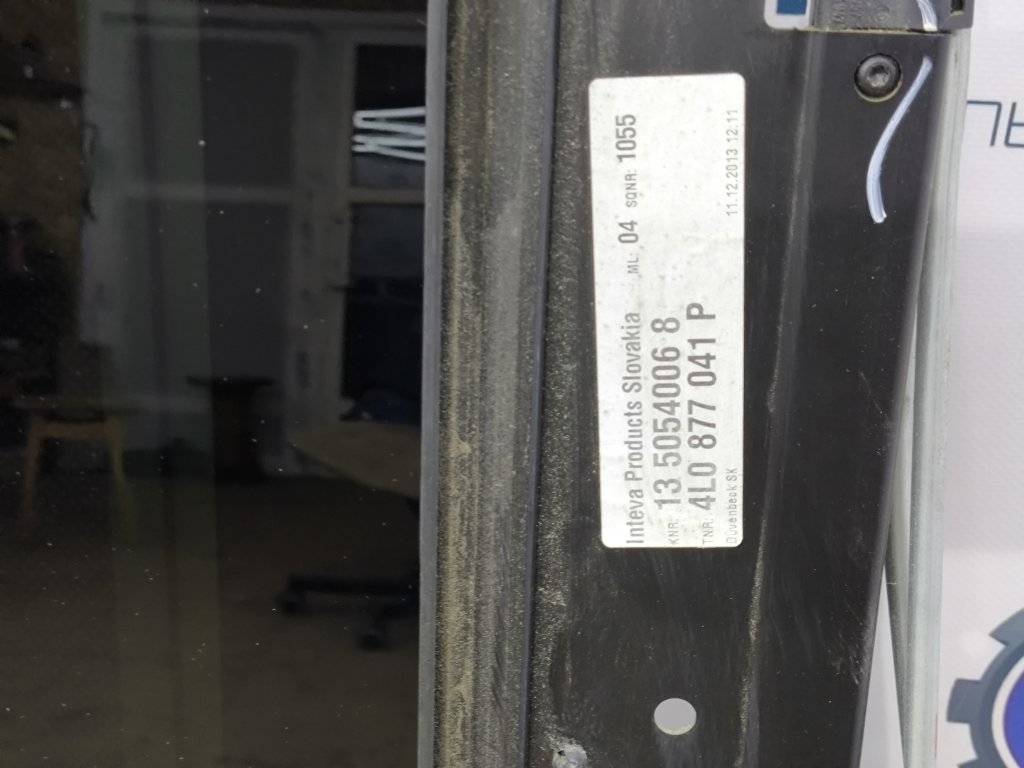 Inteva Products Slovakia ML: 04 SQNR: 1055
KNR: 13 5054006 8
TNR: 4L0 877 041 P
Duvenbeck SK 11.12.2013 12:11